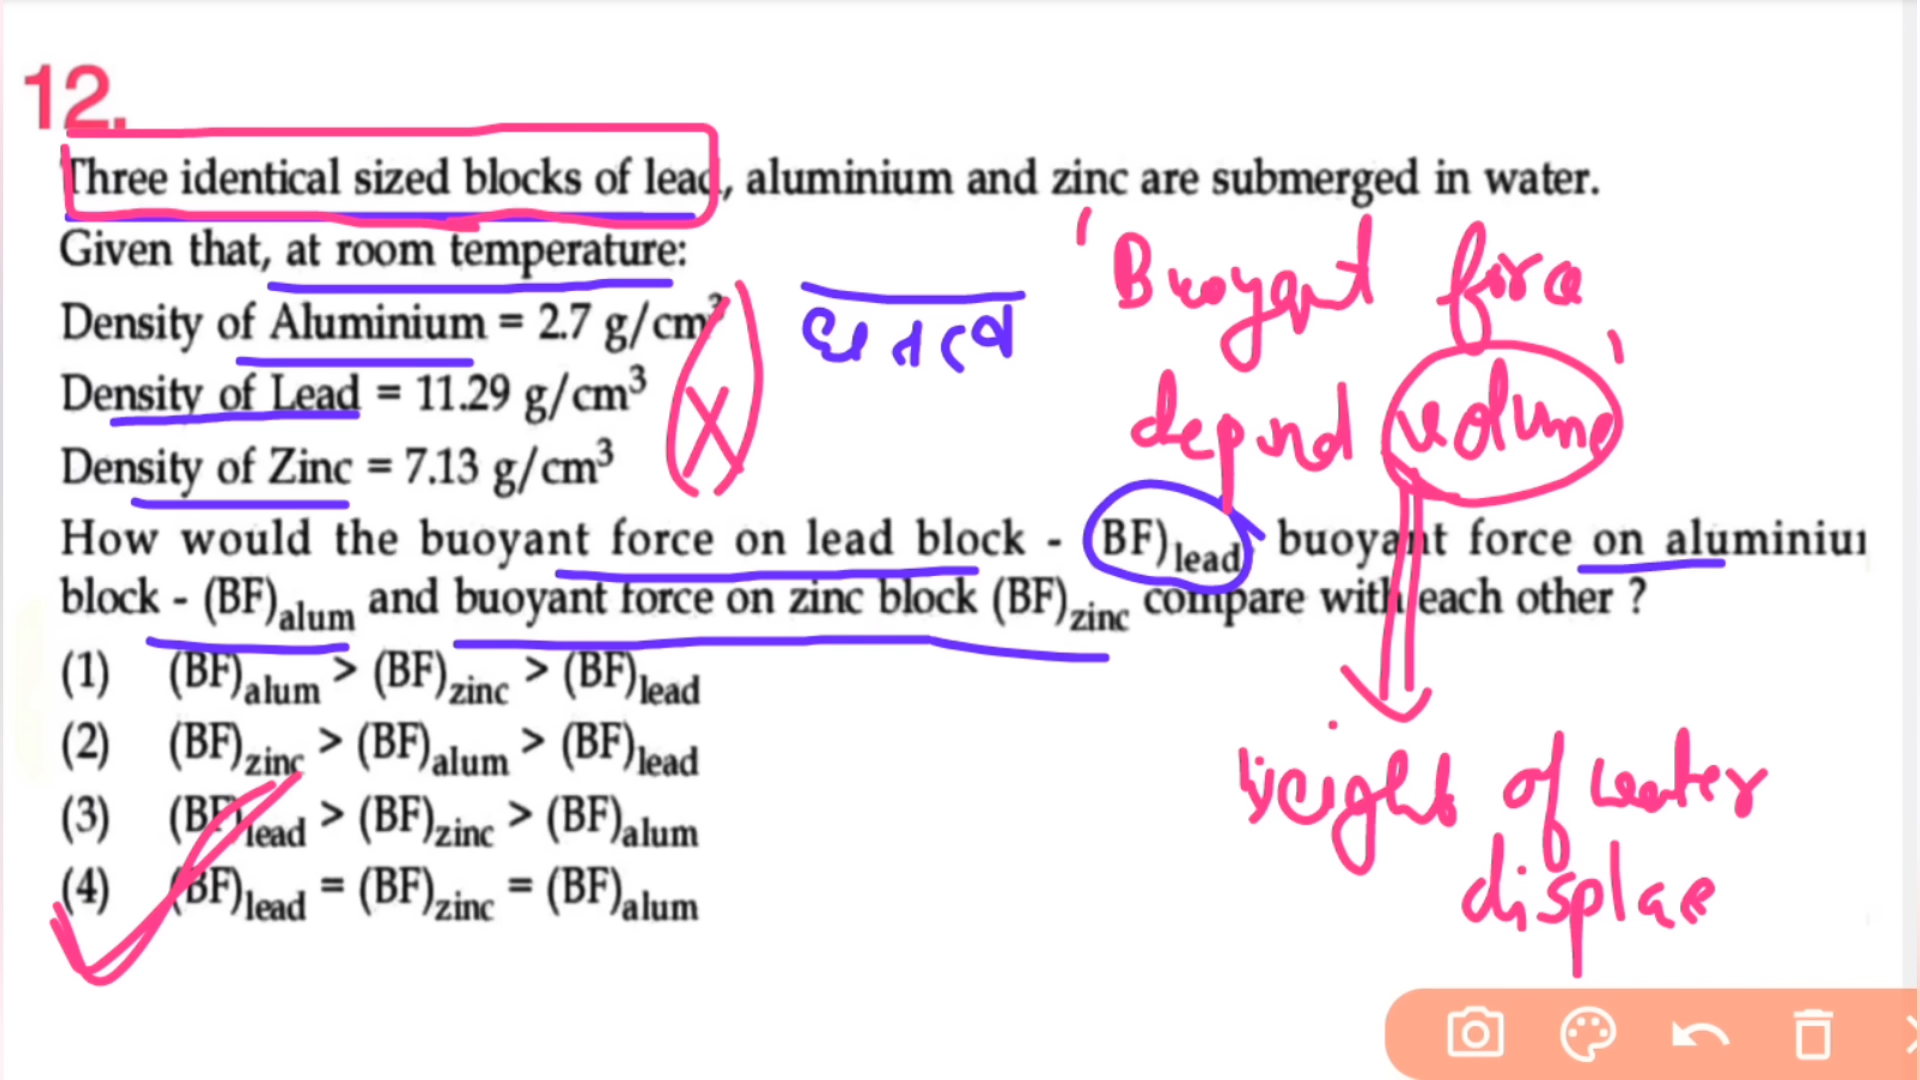 12.
Three identical sized blocks of lead, aluminium and zinc are submerged in water.
Given that, at room temperature:
Density of Aluminium = 2.7 g/cm³
Density of Lead = 11.29 g/cm³
Density of Zinc = 7.13 g/cm³
घनत्व
'Buoyant force
depend volume'
How would the buoyant force on lead block - BF)lead, buoyant force on aluminium
block - (BF)alum and buoyant force on zinc block (BF)zinc compare with each other ?
(1) (BF)alum > (BF)zinc > (BF)lead
(2) (BF)zinc > (BF)alum > (BF)lead
(3) (BF)lead > (BF)zinc > (BF)alum
(4) (BF)lead = (BF)zinc = (BF)alum
weight of water
displace